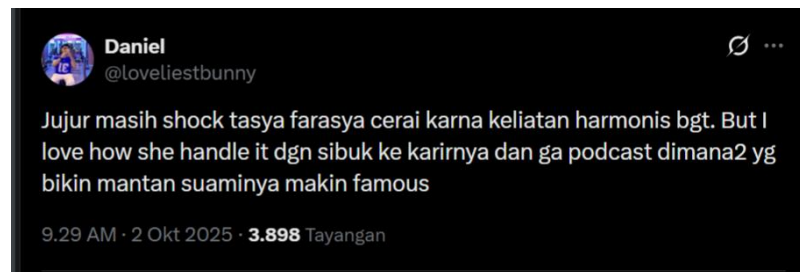 Daniel
@loveliestbunny
Jujur masih shock tasya farasya cerai karna keliatan harmonis bgt. But I
love how she handle it dgn sibuk ke karirnya dan ga podcast dimana2 yg
bikin mantan suaminya makin famous
9.29 AM · 2 Okt 2025 · 3.898 Tayangan